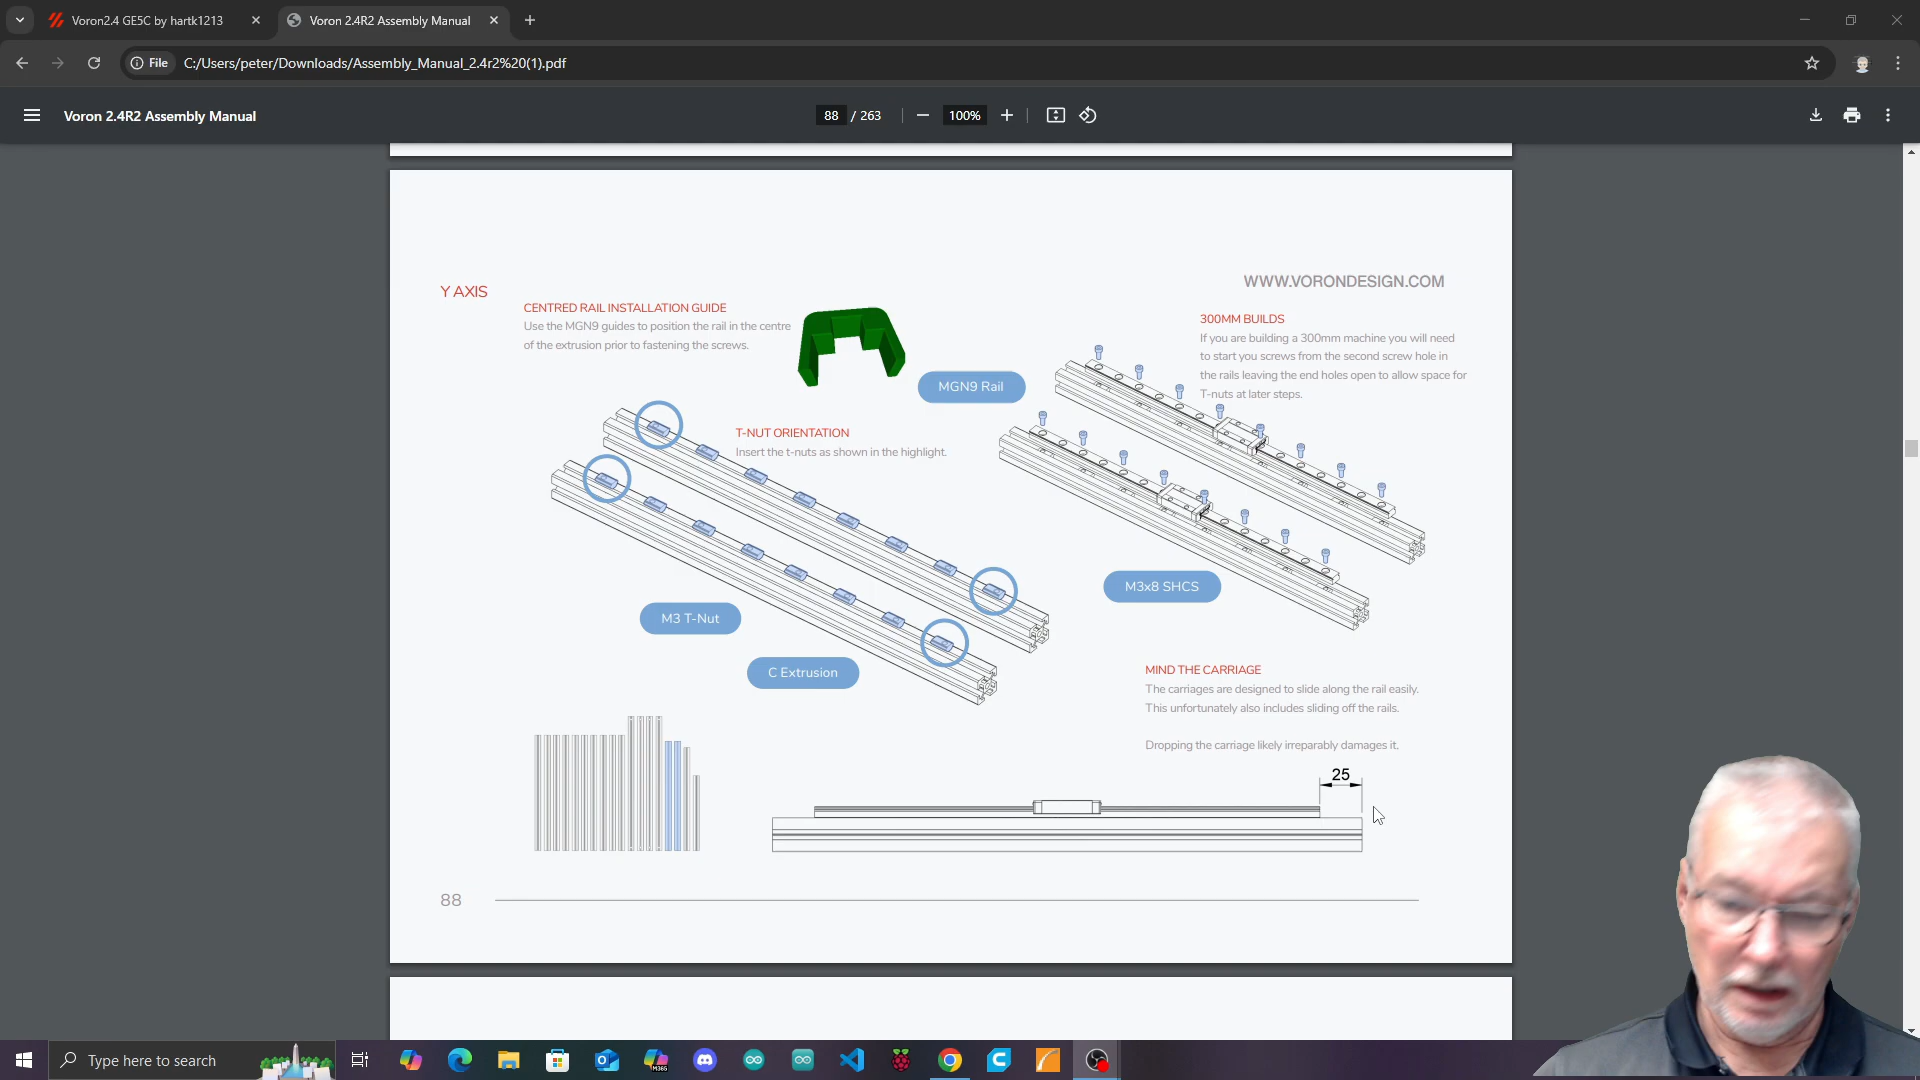 Voron2.4 GE5C by hartk1213
Voron 2.4R2 Assembly Manual
File
C:/Users/peter/Downloads/Assembly_Manual_2.4r2%20(1).pdf
Voron 2.4R2 Assembly Manual
88 / 263
100%
WWW.VORONDESIGN.COM
Y AXIS
CENTRED RAIL INSTALLATION GUIDE
Use the MGN9 guides to position the rail in the centre
of the extrusion prior to fastening the screws.
300MM BUILDS
If you are building a 300mm machine you will need
to start you screws from the second screw hole in
the rails leaving the end holes open to allow space for
T-nuts at later steps.
MGN9 Rail
T-NUT ORIENTATION
Insert the t-nuts as shown in the highlight.
M3x8 SHCS
M3 T-Nut
C Extrusion
MIND THE CARRIAGE
The carriages are designed to slide along the rail easily.
This unfortunately also includes sliding off the rails.
Dropping the carriage likely irreparably damages it.
25
88
Type here to search
M365